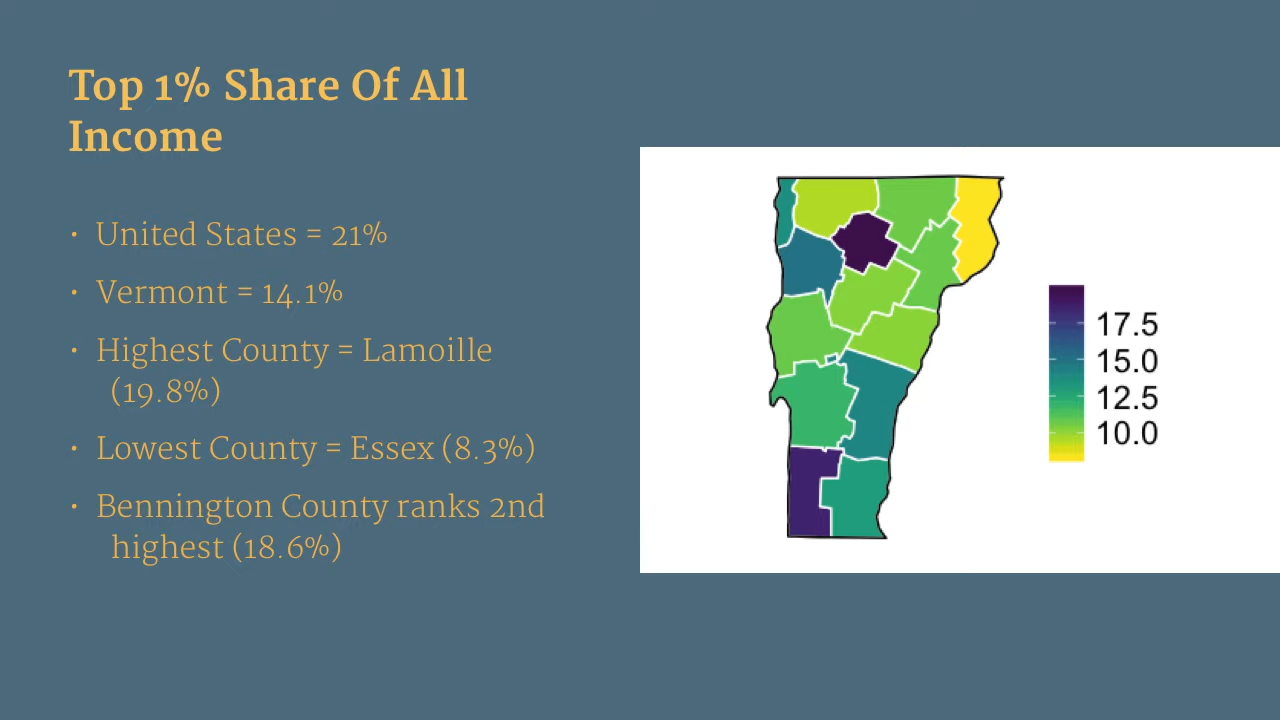 Top 1% Share Of All
Income
• United States = 21%
• Vermont = 14.1%
• Highest County = Lamoille
(19.8%)
• Lowest County = Essex (8.3%)
• Bennington County ranks 2nd
highest (18.6%)
17.5
15.0
12.5
10.0